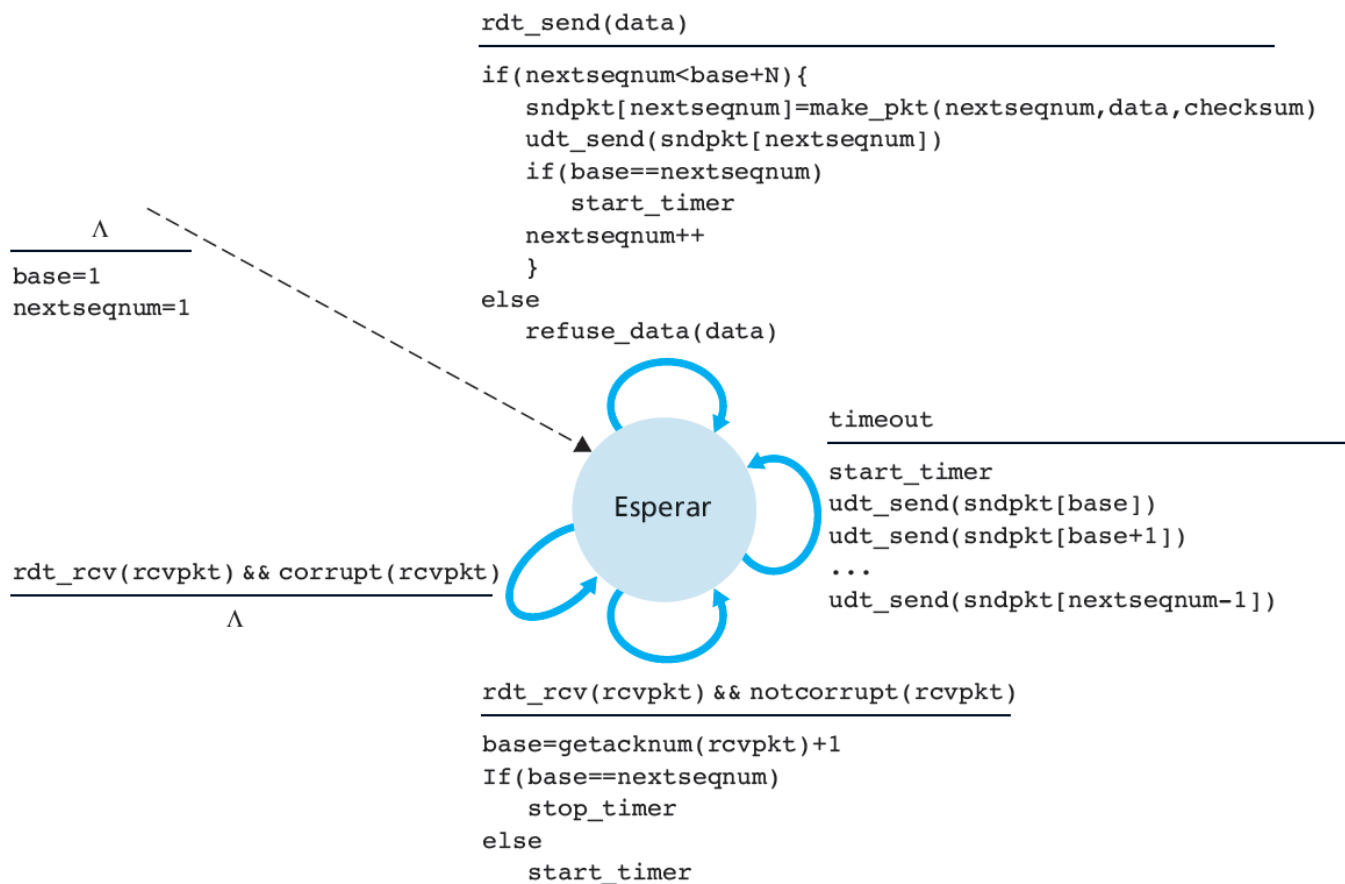 rdt_send(data)
if(nextseqnum<base+N){
sndpkt[nextseqnum]=make_pkt(nextseqnum,data,checksum)
udt_send(sndpkt[nextseqnum])
if(base==nextseqnum)
start_timer
nextseqnum++
}
else
refuse_data(data)
Λ
base=1
nextseqnum=1
Esperar
timeout
start_timer
udt_send(sndpkt[base])
udt_send(sndpkt[base+1])
...
udt_send(sndpkt[nextseqnum-1])
rdt_rcv(rcvpkt) && corrupt(rcvpkt)
Λ
rdt_rcv(rcvpkt) && notcorrupt(rcvpkt)
base=getacknum(rcvpkt)+1
If(base==nextseqnum)
stop_timer
else
start_timer